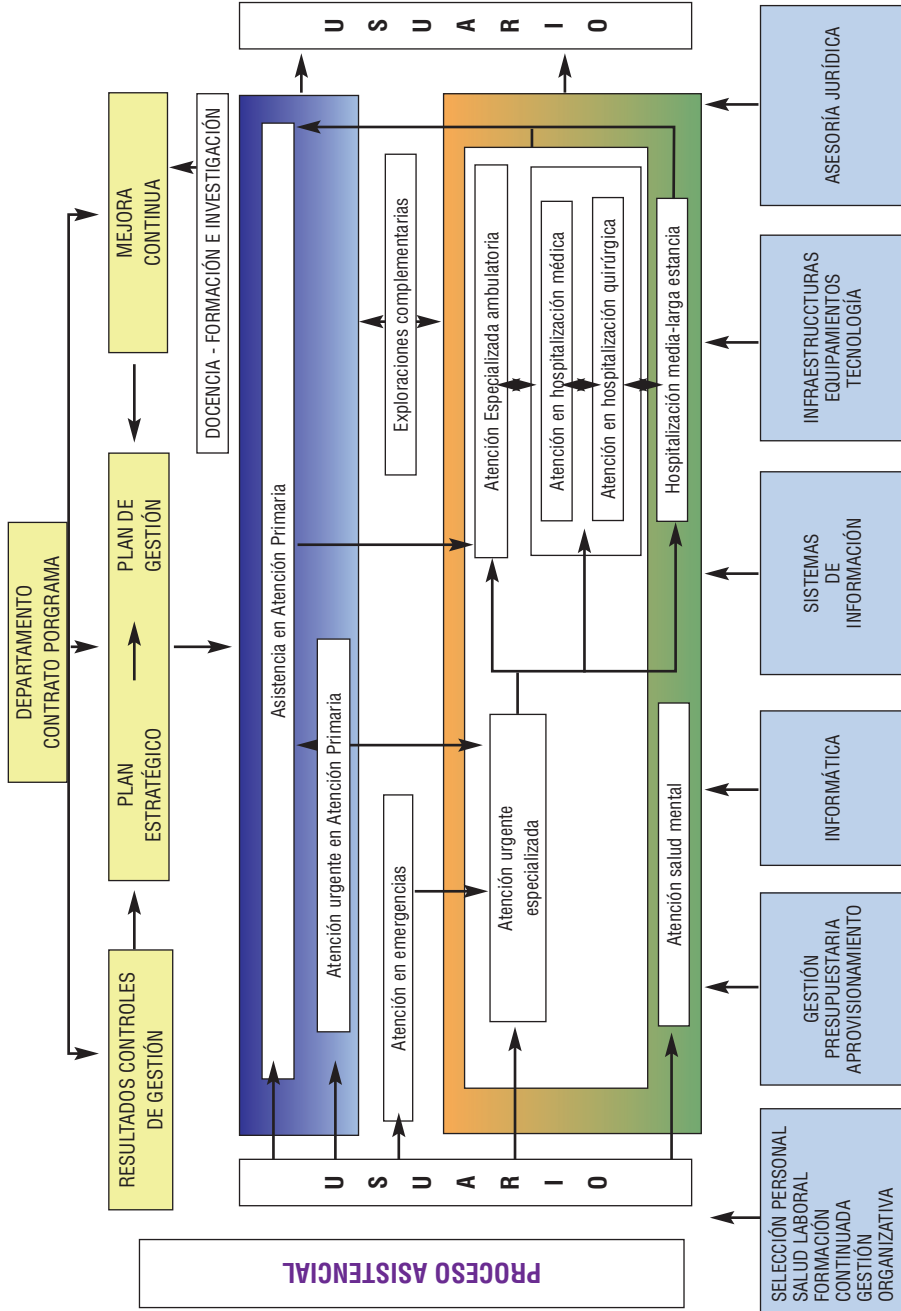 DEPARTAMENTO
CONTRATO PORGRAMA
RESULTADOS CONTROLES
DE GESTIÓN
PLAN
ESTRATÉGICO
PLAN DE
GESTIÓN
MEJORA
CONTINUA
DOCENCIA - FORMACIÓN E INVESTIGACIÓN
PROCESO ASISTENCIAL
USUARIO
Asistencia en Atención Primaria
Atención urgente en Atención Primaria
Atención en emergencias
Exploraciones complementarias
Atención urgente
especializada
Atención Especializada ambulatoria
Atención en hospitalización médica
Atención en hospitalización quirúrgica
Atención salud mental
Hospitalización media-larga estancia
USUARIO
SELECCIÓN PERSONAL
SALUD LABORAL
FORMACIÓN
CONTINUADA
GESTIÓN
ORGANIZATIVA
GESTIÓN
PRESUPUESTARIA
APROVISIONAMIENTO
INFORMÁTICA
SISTEMAS
DE
INFORMACIÓN
INFRAESTRUCCTURAS
EQUIPAMIENTOS
TECNOLOGÍA
ASESORÍA JURÍDICA